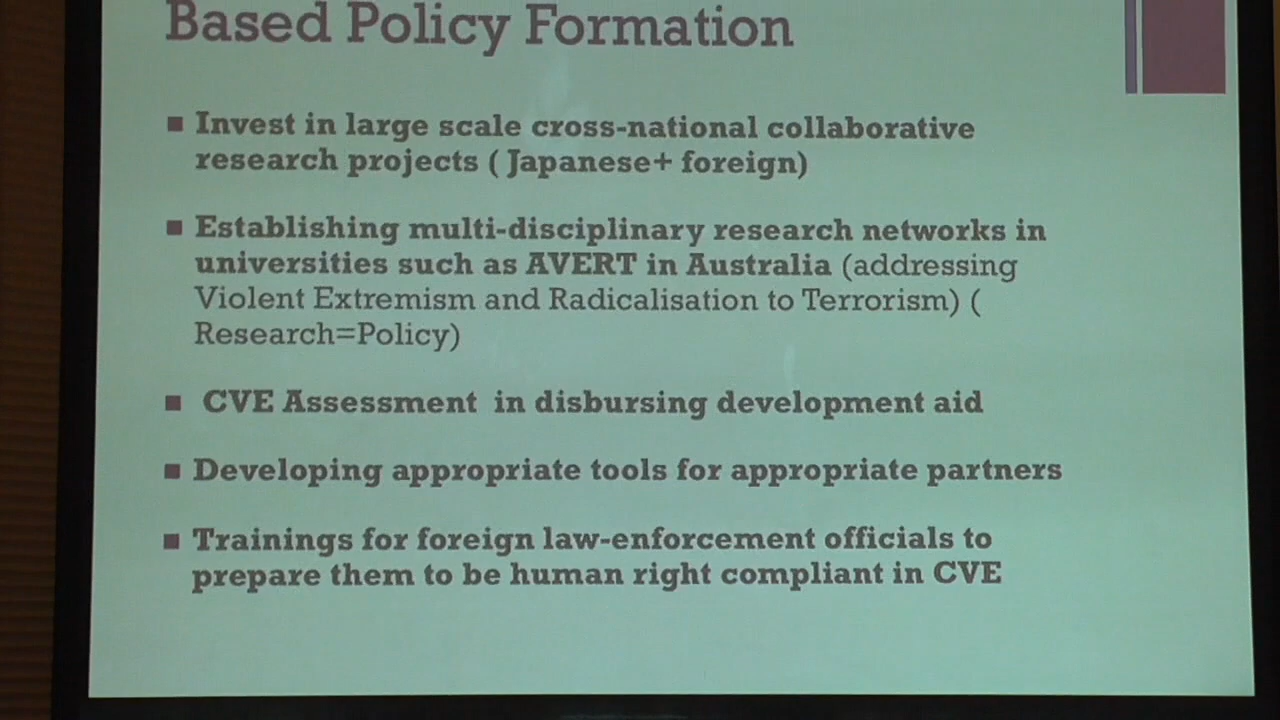 Based Policy Formation
Invest in large scale cross-national collaborative
research projects ( Japanese+ foreign)
Establishing multi-disciplinary research networks in
universities such as AVERT in Australia (addressing
Violent Extremism and Radicalisation to Terrorism) (
Research=Policy)
CVE Assessment in disbursing development aid
Developing appropriate tools for appropriate partners
Trainings for foreign law-enforcement officials to
prepare them to be human right compliant in CVE